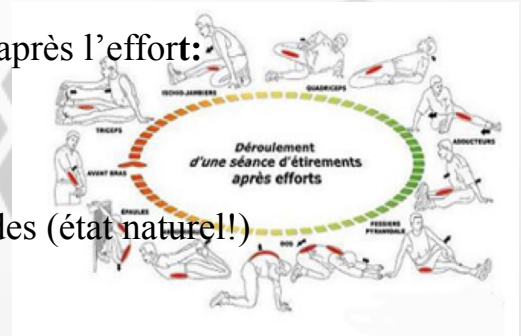 après l’effort:
ISCHIO-JAMBIERS
QUADRICEPS
TRICEPS
ADDUCTEURS
Déroulement
d'une séance d'étirements
après efforts
AVANT BRAS
ÉPAULES
FESSIERS
PYRAMIDALE
les (état naturel!)
DOS